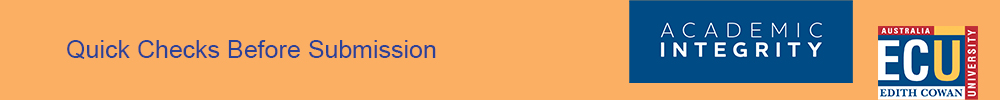 Quick Checks Before Submission
ACADEMIC
INTEGRITY
AUSTRALIA
ECU
EDITH COWAN
UNIVERSITY